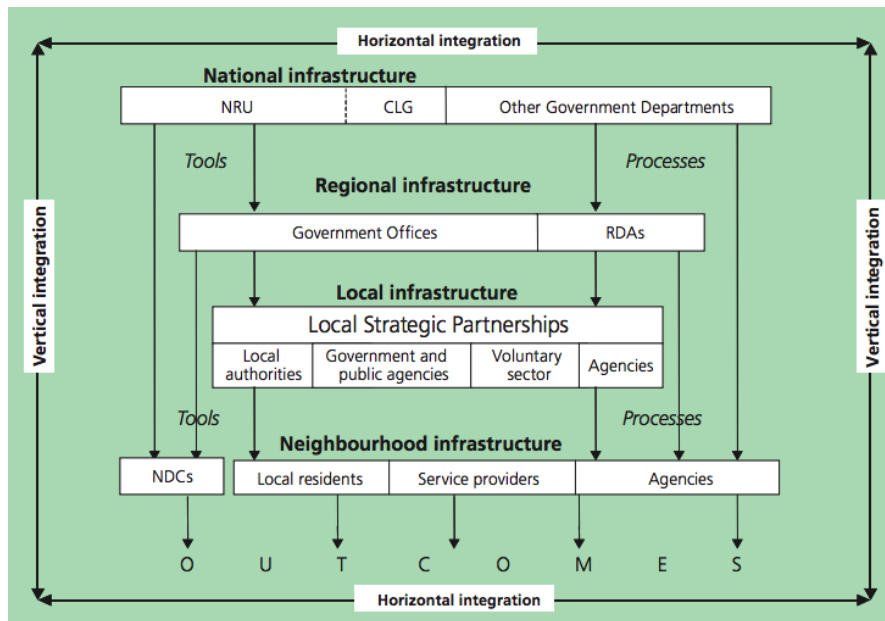 Horizontal integration
National infrastructure
NRU
CLG
Other Government Departments
Tools
Processes
Regional infrastructure
Government Offices
RDAs
Vertical integration
Vertical integration
Local infrastructure
Local Strategic Partnerships
Local
authorities
Government and
public agencies
Voluntary
sector
Agencies
Tools
Processes
Neighbourhood infrastructure
NDCs
Local residents
Service providers
Agencies
O U T C O M E S
Horizontal integration